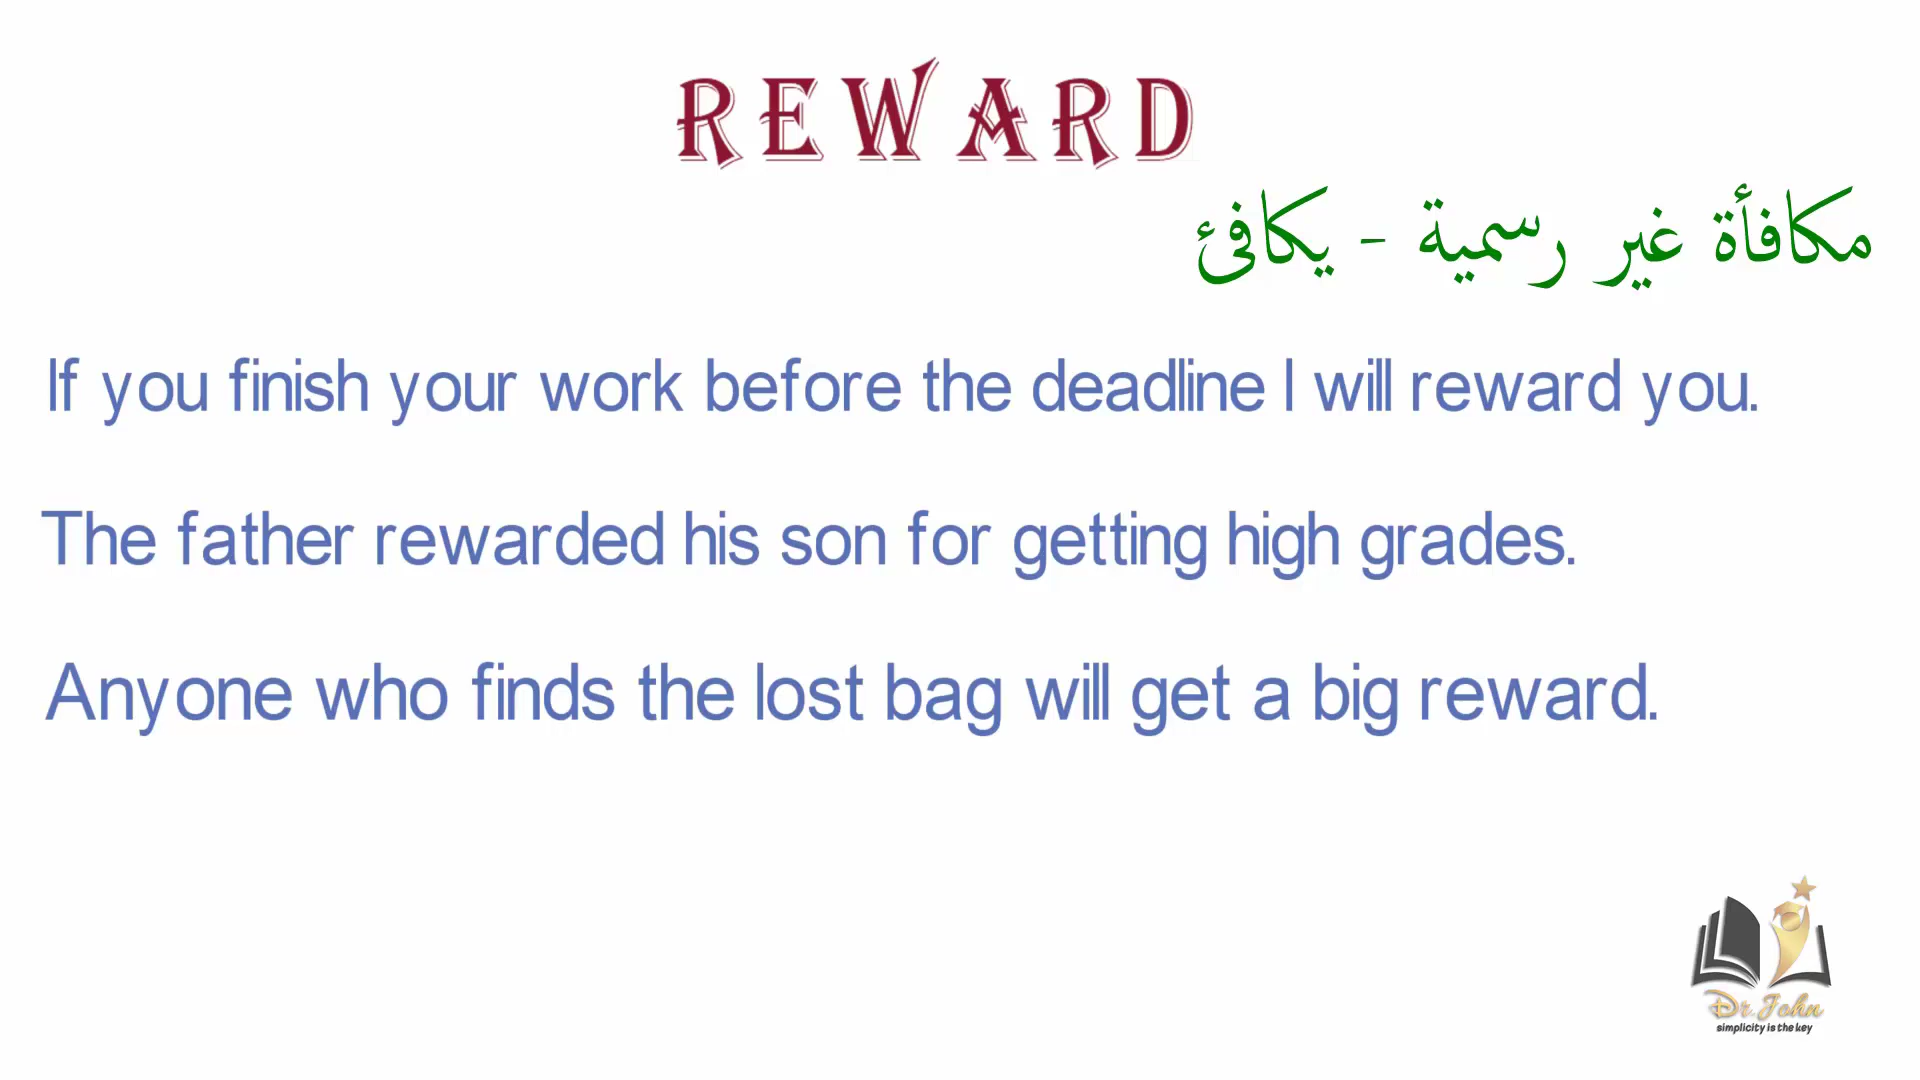 REWARD
مكافأة غير رسمية - يكافئ
If you finish your work before the deadline I will reward you.
The father rewarded his son for getting high grades.
Anyone who finds the lost bag will get a big reward.
Dr. John
simplicity is the key